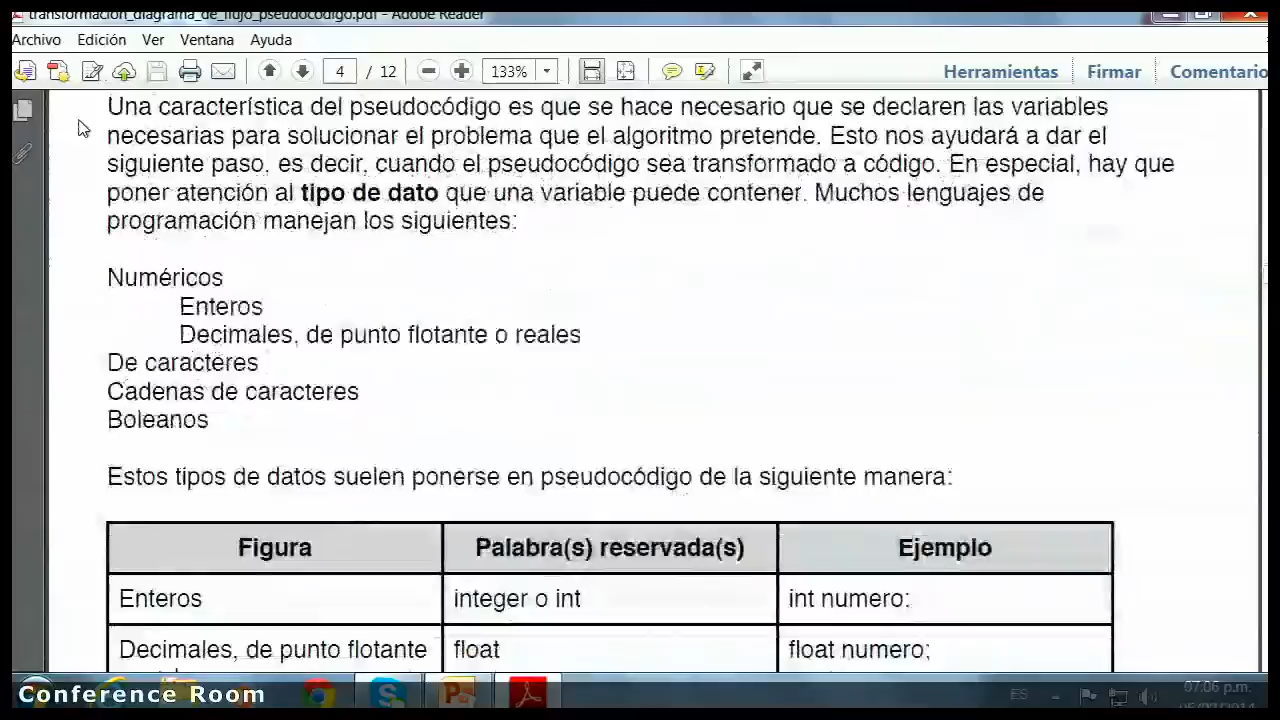 transformacion_diagrama_de_flujo_pseudocodigo.pdf - Adobe Reader
Archivo Edición Ver Ventana Ayuda
4 / 12 133% Herramientas Firmar Comentario
Una característica del pseudocódigo es que se hace necesario que se declaren las variables
necesarias para solucionar el problema que el algoritmo pretende. Esto nos ayudará a dar el
siguiente paso, es decir, cuando el pseudocódigo sea transformado a código. En especial, hay que
poner atención al tipo de dato que una variable puede contener. Muchos lenguajes de
programación manejan los siguientes:
Numéricos
Enteros
Decimales, de punto flotante o reales
De caracteres
Cadenas de caracteres
Boleanos
Estos tipos de datos suelen ponerse en pseudocódigo de la siguiente manera:
Figura Palabra(s) reservada(s) Ejemplo
Enteros integer o int int numero:
Decimales, de punto flotante float float numero;
Conference Room ES 07:06 p.m.